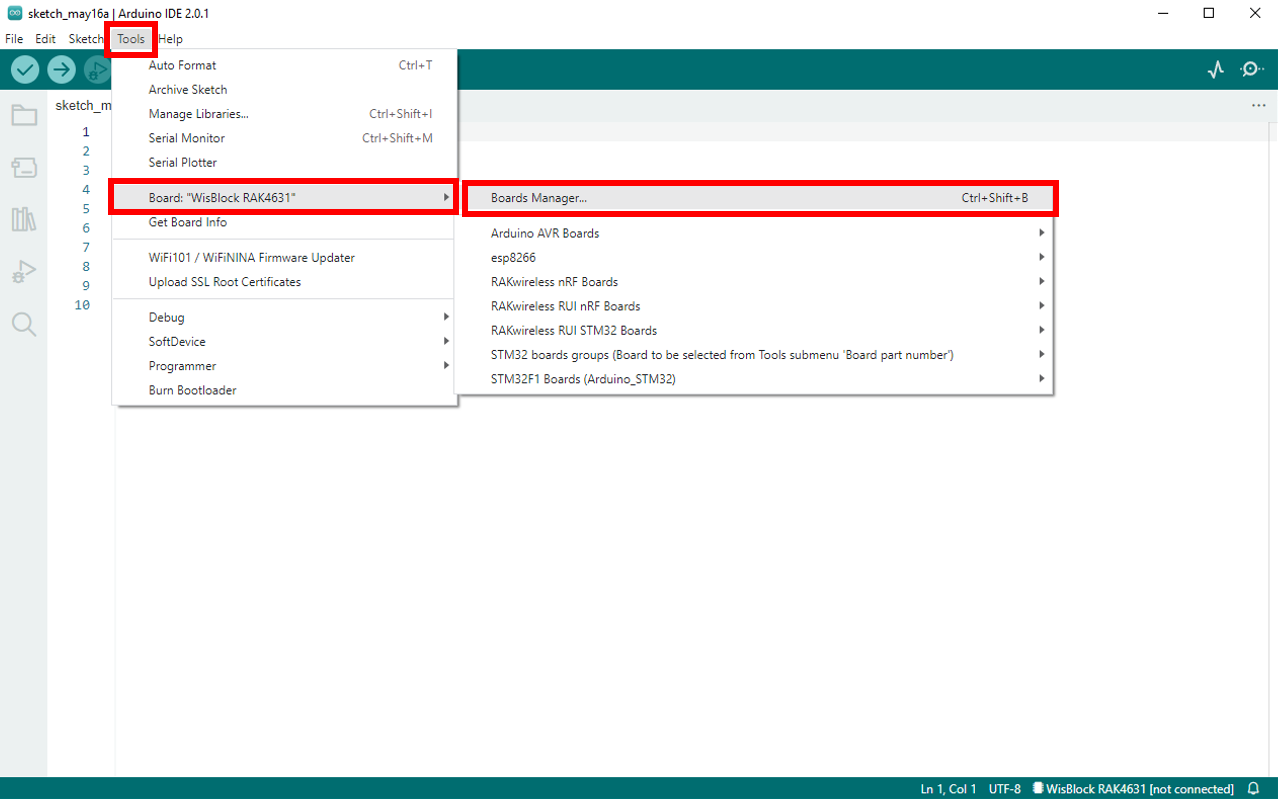 sketch_may16a | Arduino IDE 2.0.1
File Edit Sketch Tools Help
sketch_m
1
2
3
4
5
6
7
8
9
10
Auto Format Ctrl+T
Archive Sketch
Manage Libraries... Ctrl+Shift+I
Serial Monitor Ctrl+Shift+M
Serial Plotter
Board: "WisBlock RAK4631"
Get Board Info
WiFi101 / WiFiNINA Firmware Updater
Upload SSL Root Certificates
Debug
SoftDevice
Programmer
Burn Bootloader
Boards Manager... Ctrl+Shift+B
Arduino AVR Boards
esp8266
RAKwireless nRF Boards
RAKwireless RUI nRF Boards
RAKwireless RUI STM32 Boards
STM32 boards groups (Board to be selected from Tools submenu 'Board part number')
STM32F1 Boards (Arduino_STM32)
Ln 1, Col 1 UTF-8 WisBlock RAK4631 [not connected]